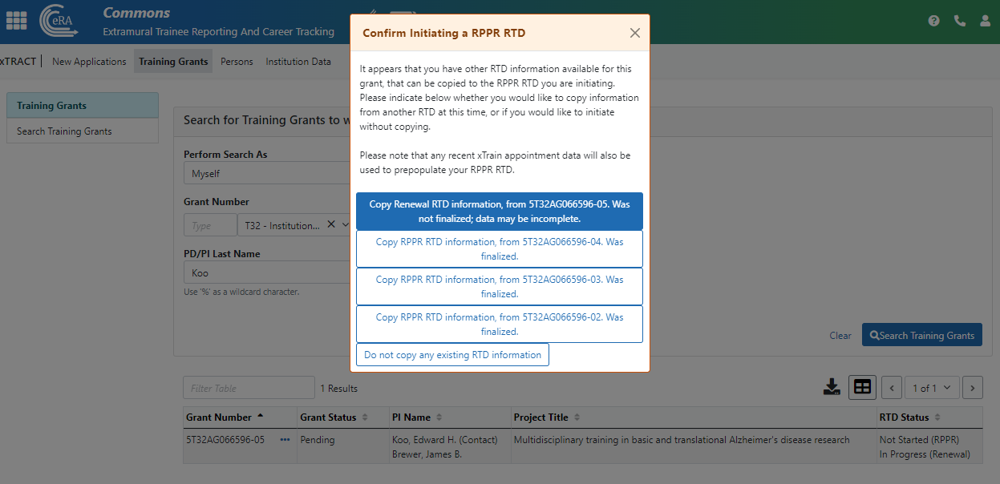 eRA
Commons
Extramural Trainee Reporting And Career Tracking
xTRACT
New Applications
Training Grants
Persons
Institution Data
Training Grants
Search Training Grants
Search for Training Grants to w
Perform Search As
Myself
Grant Number
Type
T32 - Institution...
PD/PI Last Name
Koo
Use '%' as a wildcard character.
Confirm Initiating a RPPR RTD
It appears that you have other RTD information available for this
grant, that can be copied to the RPPR RTD you are initiating.
Please indicate below whether you would like to copy information
from another RTD at this time, or if you would like to initiate
without copying.
Please note that any recent xTrain appointment data will also be
used to prepopulate your RPPR RTD.
Copy Renewal RTD information, from 5T32AG066596-05. Was
not finalized; data may be incomplete.
Copy RPPR RTD information, from 5T32AG066596-04. Was
finalized.
Copy RPPR RTD information, from 5T32AG066596-03. Was
finalized.
Copy RPPR RTD information, from 5T32AG066596-02. Was
finalized.
Do not copy any existing RTD information
Clear
Search Training Grants
Filter Table
1 Results
1 of 1
Grant Number
Grant Status
PI Name
Project Title
RTD Status
5T32AG066596-05
Pending
Koo, Edward H. (Contact)
Brewer, James B.
Multidisciplinary training in basic and translational Alzheimer's disease research
Not Started (RPPR)
In Progress (Renewal)